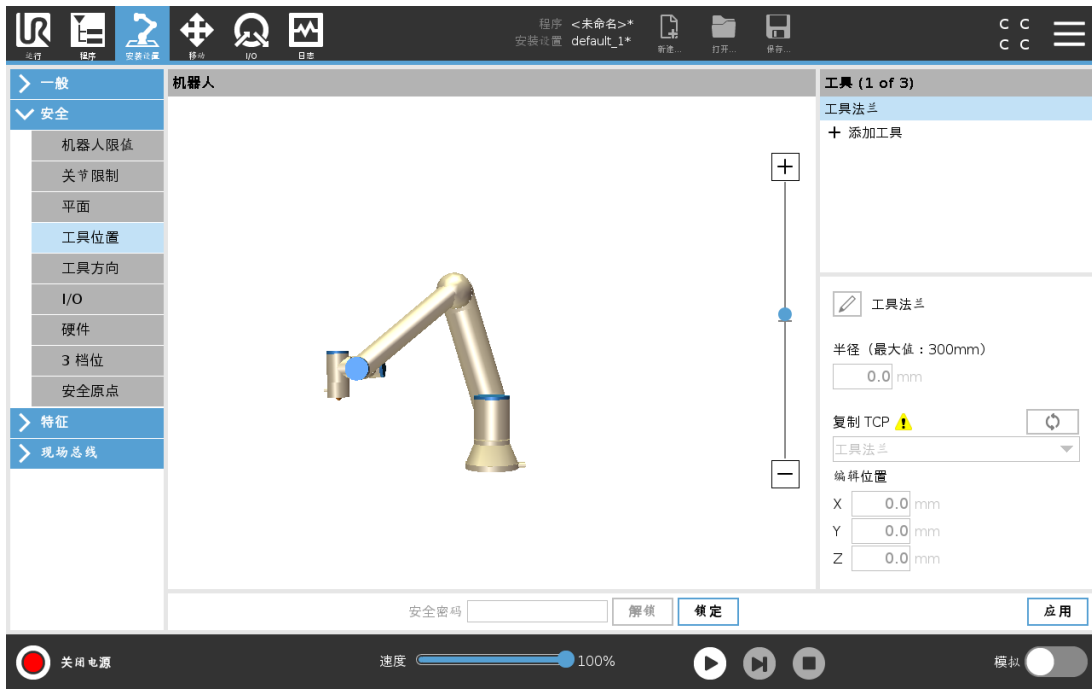 程序 <未命名>*
安装设置 default_1*
新建...
打开...
保存...
C C
C C
UR
运行
程序
安装设置
移动
I/O
日志
一般
安全
机器人限值
关节限制
平面
工具位置
工具方向
I/O
硬件
3 档位
安全原点
特征
现场总线
机器人
工具 (1 of 3)
工具法兰
添加工具
工具法兰
半径（最大值：300mm）
0.0 mm
复制 TCP
工具法兰
编辑位置
X 0.0 mm
Y 0.0 mm
Z 0.0 mm
安全密码
解锁
锁定
应用
关闭电源
速度
100%
模拟